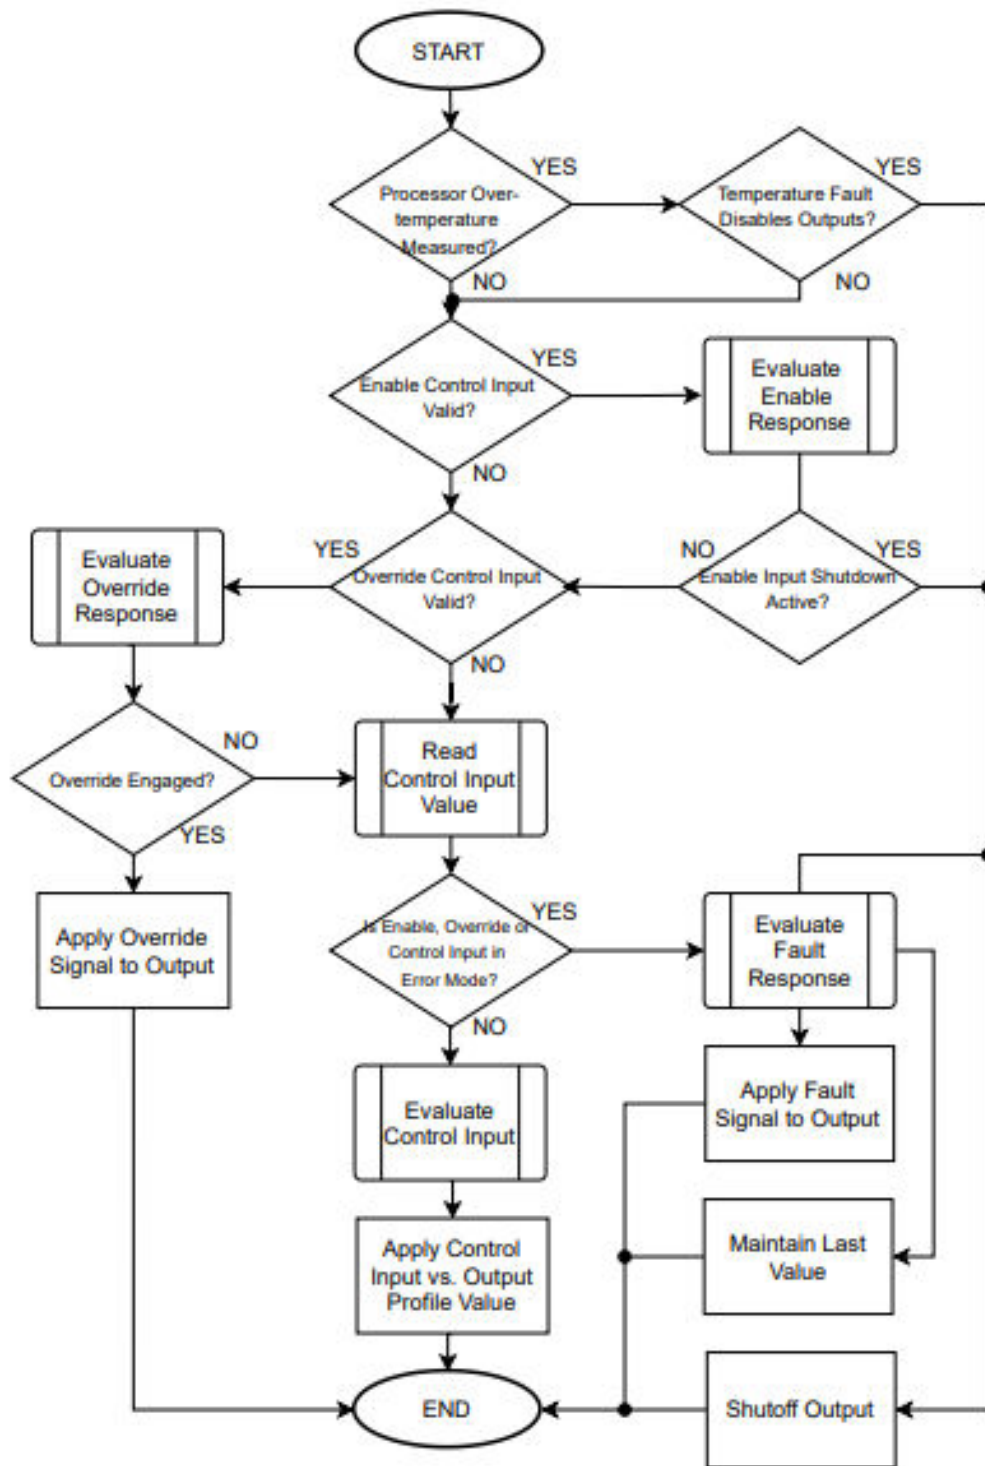 START
YES
Processor Over-
temperature
Measured?
NO
YES
Temperature Fault
Disables Outputs?
NO
YES
Enable Control Input
Valid?
NO
Evaluate
Enable
Response
Evaluate
Override
Response
YES
Override Control Input
Valid?
NO
NO
YES
Enable Input Shutdown
Active?
NO
Override Engaged?
YES
Read
Control Input
Value
Apply Override
Signal to Output
YES
Is Enable, Override or
Control Input in
Error Mode?
NO
Evaluate
Fault
Response
Evaluate
Control Input
Apply Fault
Signal to Output
Apply Control
Input vs. Output
Profile Value
Maintain Last
Value
END
Shutoff Output